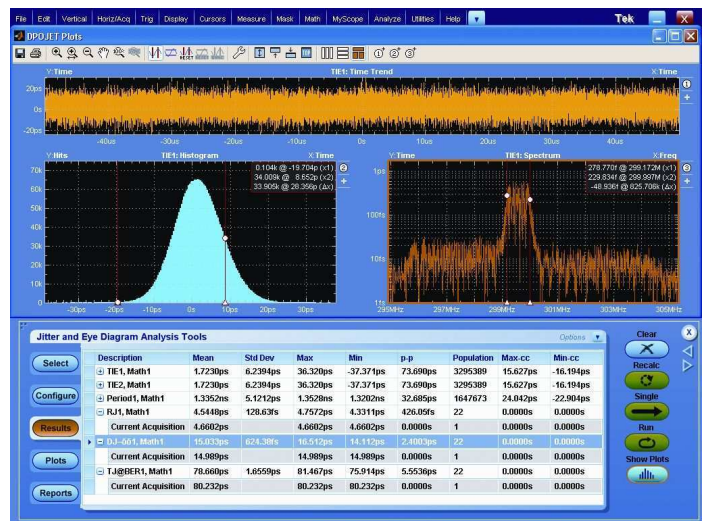 File Edit Vertical Horiz/Acq Trig Display Cursors Measure Mask Math MyScope Analyze Utilities Help Tek X
DPOJET Plots
RESET
Y:Time TIE1: Time Trend X:Time
20ps
0s
-20ps
-40us -30us -20us -10us 0s 10us 20us 30us 40us
Y:Hits TIE1: Histogram X:Time
0.104k @ -19.704p (x1)
34.009k @ 8.652p (x2)
33.905k @ 28.356p (Δx)
70k
60k
50k
40k
30k
20k
10k
0
-30ps -20ps -10ps 0s 10ps 20ps 30ps
Y:Time TIE1: Spectrum X:Freq
278.770f @ 299.172M (x1)
229.834f @ 299.997M (x2)
-48.936f @ 825.706k (Δx)
1ps
100fs
10fs
1fs
295MHz 297MHz 299MHz 301MHz 303MHz 305MHz
Jitter and Eye Diagram Analysis Tools Options
Select
Configure
Results
Plots
Reports
Description Mean Std Dev Max Min p-p Population Max-cc Min-cc
TIE1, Math1 1.7230ps 6.2394ps 36.320ps -37.371ps 73.690ps 3295389 15.627ps -16.194ps
TIE2, Math1 1.7230ps 6.2394ps 36.320ps -37.371ps 73.690ps 3295389 15.627ps -16.194ps
Period1, Math1 1.3352ns 5.1212ps 1.3528ns 1.3202ns 32.685ps 1647673 24.042ps -22.904ps
RJ1, Math1 4.5448ps 128.63fs 4.7572ps 4.3311ps 426.05fs 22 0.0000s 0.0000s
Current Acquisition 4.6602ps 4.6602ps 4.6602ps 0.0000s 1 0.0000s 0.0000s
DJ-δδ1, Math1 15.033ps 624.38fs 16.512ps 14.112ps 2.4003ps 22 0.0000s 0.0000s
Current Acquisition 14.989ps 14.989ps 14.989ps 0.0000s 1 0.0000s 0.0000s
TJ@BER1, Math1 78.660ps 1.6559ps 81.467ps 75.914ps 5.5536ps 22 0.0000s 0.0000s
Current Acquisition 80.232ps 80.232ps 80.232ps 0.0000s 1 0.0000s 0.0000s
Clear
X
Recalc
Single
Run
Show Plots